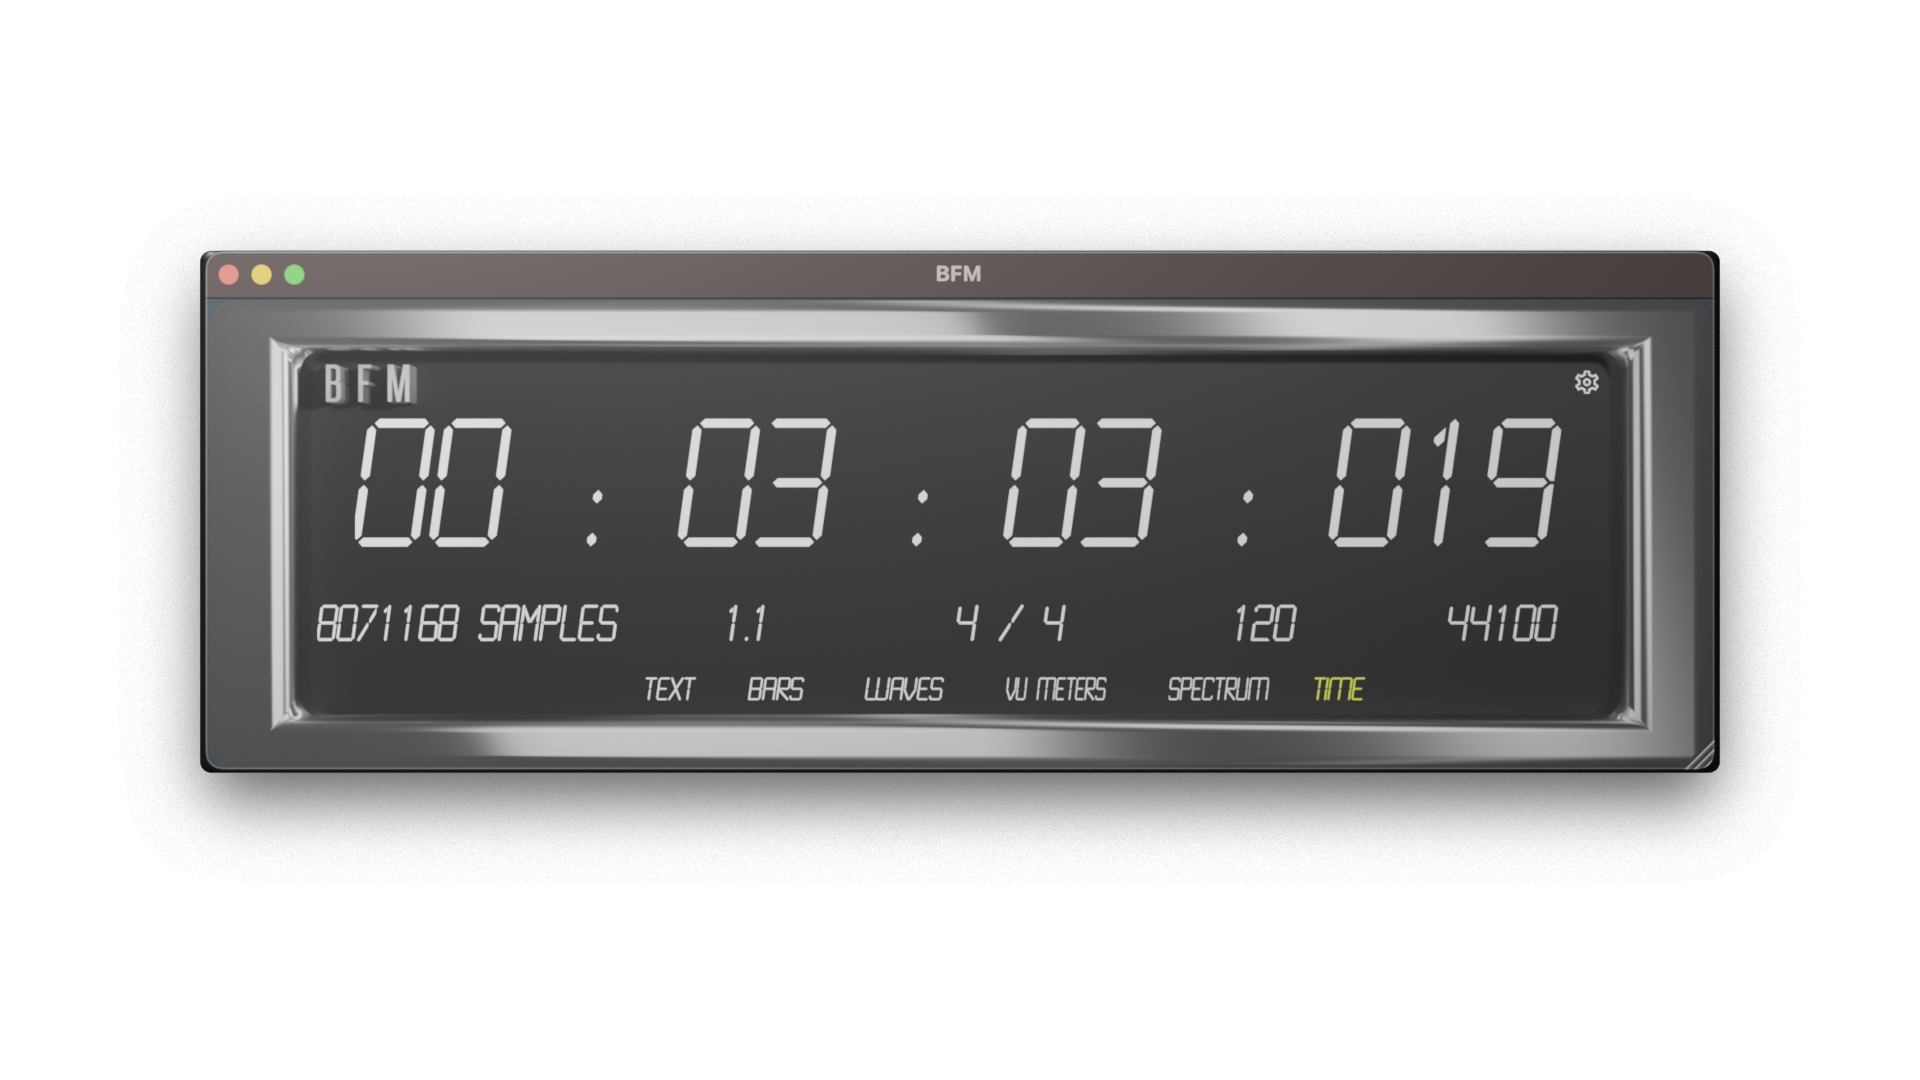 BFM
BFM
00 : 03 : 03 : 019
8071168 SAMPLES 1.1 4 / 4 120 44100
TEXT BARS WAVES VU METERS SPECTRUM TIME